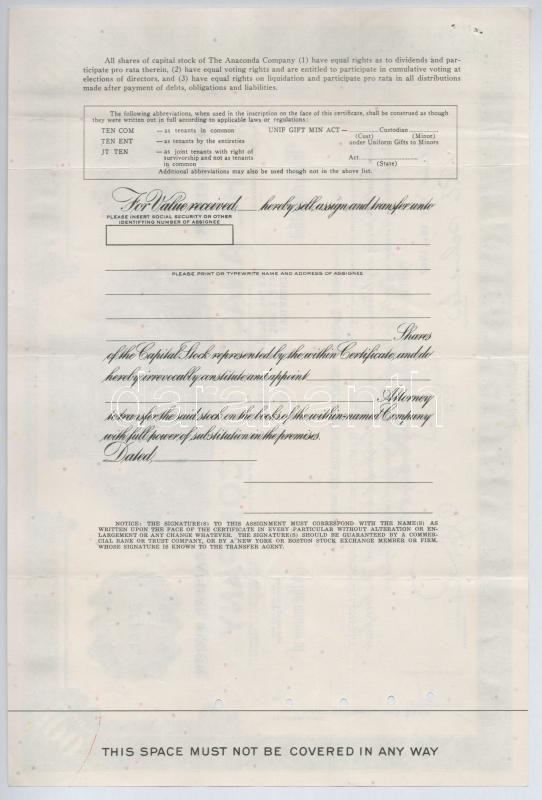 All shares of capital stock of The Anaconda Company (1) have equal rights as to dividends and par-
ticipate pro rata therein, (2) have equal voting rights and are entitled to participate in cumulative voting at
elections of directors, and (3) have equal rights on liquidation and participate pro rata in all distributions
made after payment of debts, obligations and liabilities.
The following abbreviations, when used in the inscription on the face of this certificate, shall be construed as though
they were written out in full according to applicable laws or regulations:
TEN COM — as tenants in common UNIF GIFT MIN ACT — ____ Custodian ____
(Cust) (Minor)
TEN ENT — as tenants by the entireties under Uniform Gifts to Minors
JT TEN — as joint tenants with right of
survivorship and not as tenants
in common
Act ____
(State)
Additional abbreviations may also be used though not in the above list.
For Value received, ____ hereby sell, assign and transfer unto
PLEASE INSERT SOCIAL SECURITY OR OTHER
IDENTIFYING NUMBER OF ASSIGNEE
PLEASE PRINT OR TYPEWRITE NAME AND ADDRESS OF ASSIGNEE
Shares
of the Capital Stock represented by the within Certificate, and do
hereby irrevocably constitute and appoint
Attorney
to transfer the said stock on the books of the within-named Company
with full power of substitution in the premises.
Dated,
darabanth
NOTICE: THE SIGNATURE(S) TO THIS ASSIGNMENT MUST CORRESPOND WITH THE NAME(S) AS
WRITTEN UPON THE FACE OF THE CERTIFICATE IN EVERY PARTICULAR WITHOUT ALTERATION OR EN-
LARGEMENT OR ANY CHANGE WHATEVER. THE SIGNATURE(S) SHOULD BE GUARANTEED BY A COMMER-
CIAL BANK OR TRUST COMPANY, OR BY A NEW YORK OR BOSTON STOCK EXCHANGE MEMBER OR FIRM,
WHOSE SIGNATURE IS KNOWN TO THE TRANSFER AGENT.
THIS SPACE MUST NOT BE COVERED IN ANY WAY